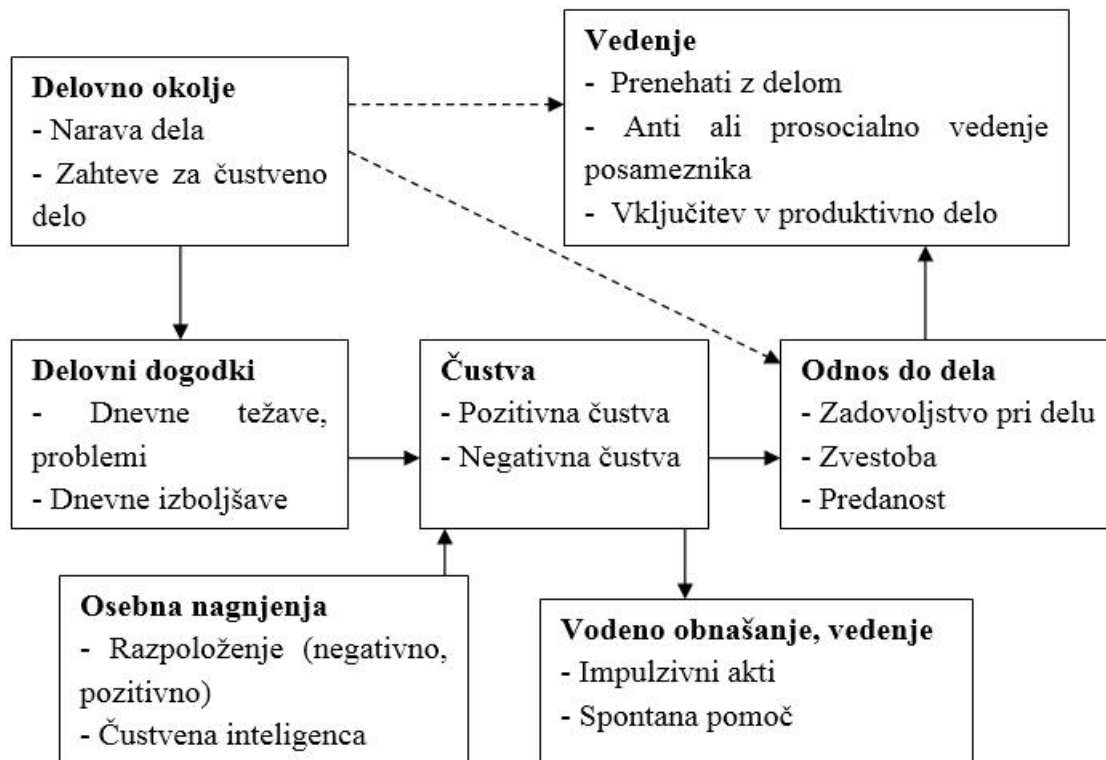 Delovno okolje
- Narava dela
- Zahteve za čustveno
delo
Vedenje
- Prenehati z delom
- Anti ali prosocialno vedenje
posameznika
- Vključitev v produktivno delo
Delovni dogodki
- Dnevne težave,
problemi
- Dnevne izboljšave
Čustva
- Pozitivna čustva
- Negativna čustva
Odnos do dela
- Zadovoljstvo pri delu
- Zvestoba
- Predanost
Osebna nagnjenja
- Razpoloženje (negativno,
pozitivno)
- Čustvena inteligenca
Vodeno obnašanje, vedenje
- Impulzivni akti
- Spontana pomoč